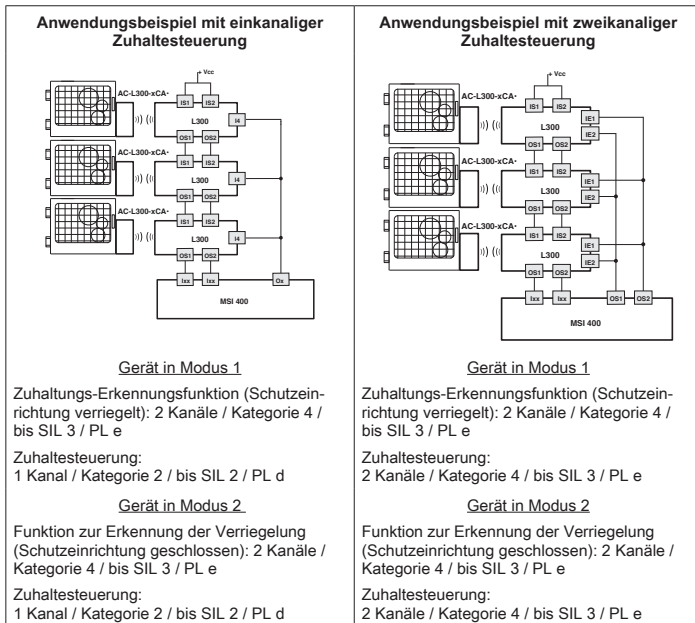 Anwendungsbeispiel mit einkanaliger
Zuhaltesteuerung
+ Vcc
AC-L300-xCA*
IS1
IS2
I4
L300
OS1
OS2
AC-L300-xCA*
IS1
IS2
I4
L300
OS1
OS2
AC-L300-xCA*
IS1
IS2
I4
L300
OS1
OS2
Ixx
Ixx
Ox
MSI 400
Gerät in Modus 1
Zuhaltungs-Erkennungsfunktion (Schutzein-
richtung verriegelt): 2 Kanäle / Kategorie 4 /
bis SIL 3 / PL e
Zuhaltesteuerung:
1 Kanal / Kategorie 2 / bis SIL 2 / PL d
Gerät in Modus 2
Funktion zur Erkennung der Verriegelung
(Schutzeinrichtung geschlossen): 2 Kanäle /
Kategorie 4 / bis SIL 3 / PL e
Zuhaltesteuerung:
1 Kanal / Kategorie 2 / bis SIL 2 / PL d
Anwendungsbeispiel mit zweikanaliger
Zuhaltesteuerung
+ Vcc
AC-L300-xCA*
IS1
IS2
IE1
L300
IE2
OS1
OS2
AC-L300-xCA*
IS1
IS2
IE1
L300
IE2
OS1
OS2
AC-L300-xCA*
IS1
IS2
IE1
L300
IE2
OS1
OS2
Ixx
Ixx
OS1
OS2
MSI 400
Gerät in Modus 1
Zuhaltungs-Erkennungsfunktion (Schutzein-
richtung verriegelt): 2 Kanäle / Kategorie 4 /
bis SIL 3 / PL e
Zuhaltesteuerung:
2 Kanäle / Kategorie 4 / bis SIL 3 / PL e
Gerät in Modus 2
Funktion zur Erkennung der Verriegelung
(Schutzeinrichtung geschlossen): 2 Kanäle /
Kategorie 4 / bis SIL 3 / PL e
Zuhaltesteuerung:
2 Kanäle / Kategorie 4 / bis SIL 3 / PL e